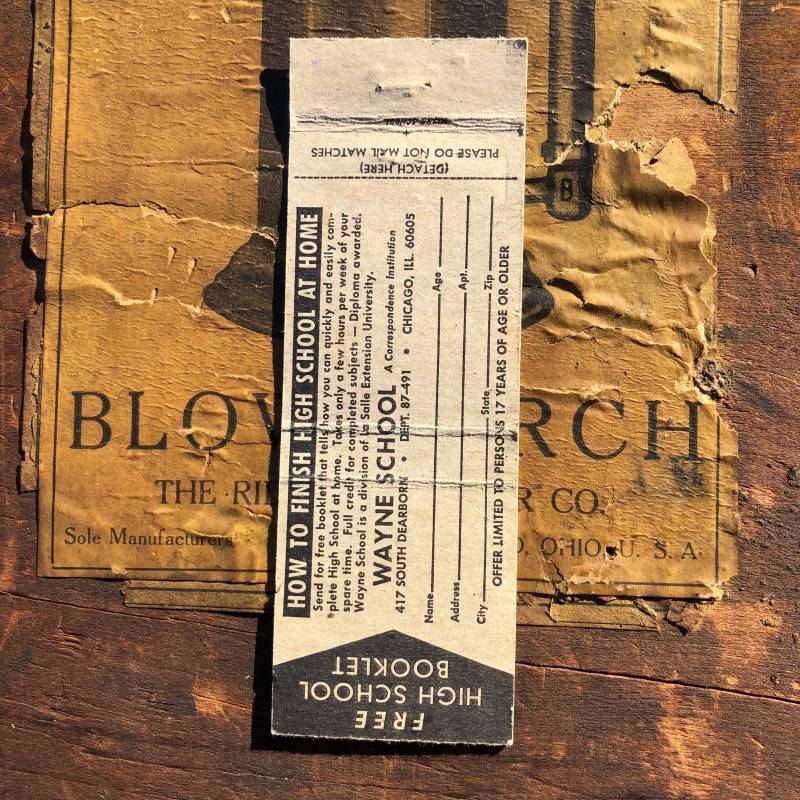 WAYNE SCHOOL
PLEASE DO NOT MAIL MATCHES
(DETACH HERE)
HOW TO FINISH HIGH SCHOOL AT HOME
Send for free booklet that tells how you can quickly and easily com-
plete High School at home. Takes only a few hours per week of your
spare time. Full credit for completed subjects — Diploma awarded.
Wayne School is a division of La Salle Extension University.
WAYNE SCHOOL A Correspondence Institution
417 SOUTH DEARBORN • DEPT. 87-491 • CHICAGO, ILL. 60605
Name Age
Address Apt.
City State Zip
OFFER LIMITED TO PERSONS 17 YEARS OF AGE OR OLDER
FREE
HIGH SCHOOL
BOOKLET
B
BLOW RCH
THE R CO.
Sole Manufacturers OHIO, U. S. A.